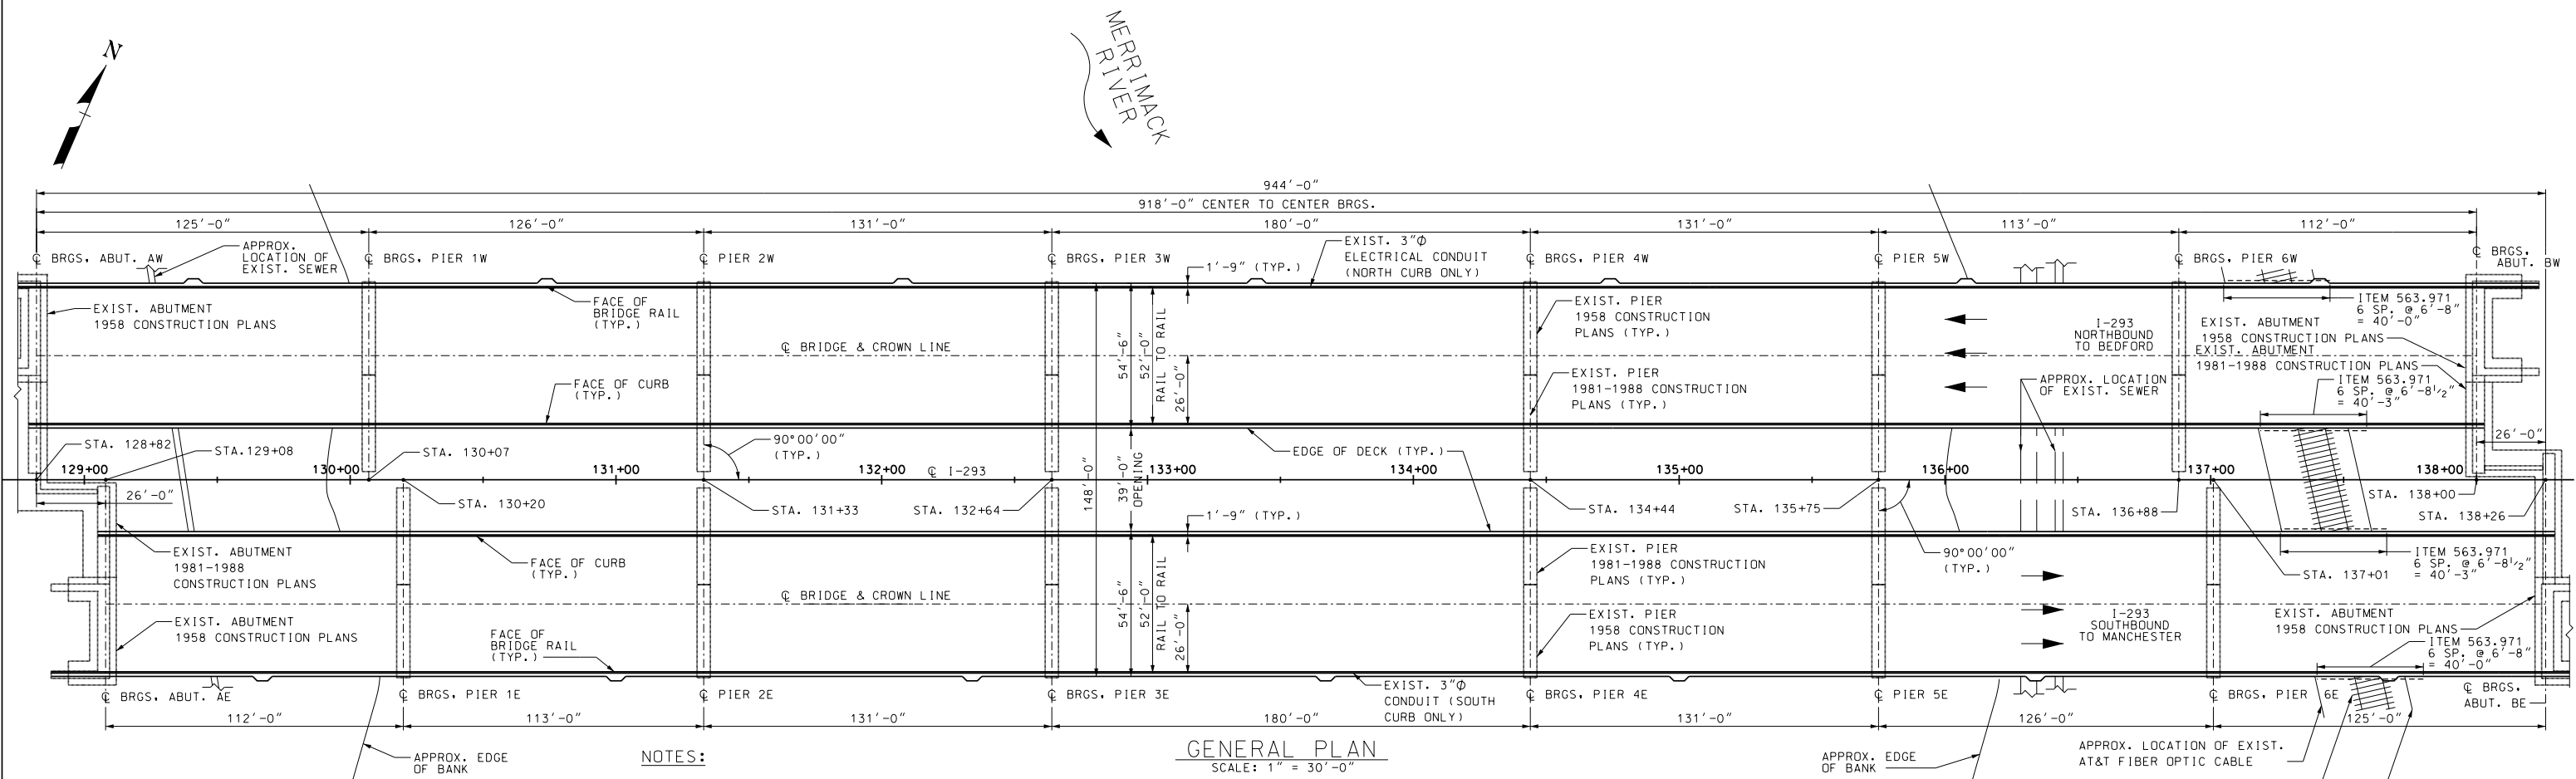 N
MERRIMACK
RIVER
944'-0"
918'-0" CENTER TO CENTER BRGS.
125'-0"
126'-0"
131'-0"
180'-0"
131'-0"
113'-0"
112'-0"
℄ BRGS. ABUT. AW
APPROX.
LOCATION OF
EXIST. SEWER
℄ BRGS. PIER 1W
℄ PIER 2W
℄ BRGS. PIER 3W
1'-9" (TYP.)
EXIST. 3"Ø
ELECTRICAL CONDUIT
(NORTH CURB ONLY)
℄ BRGS. PIER 4W
℄ PIER 5W
℄ BRGS. PIER 6W
℄ BRGS.
ABUT. BW
EXIST. ABUTMENT
1958 CONSTRUCTION PLANS
FACE OF
BRIDGE RAIL
(TYP.)
EXIST. PIER
1958 CONSTRUCTION
PLANS (TYP.)
ITEM 563.971
6 SP. @ 6'-8"
= 40'-0"
I-293
NORTHBOUND
TO BEDFORD
EXIST. ABUTMENT
1958 CONSTRUCTION PLANS
EXIST. ABUTMENT
1981-1988 CONSTRUCTION PLANS
℄ BRIDGE & CROWN LINE
54'-6"
52'-0"
RAIL TO RAIL
26'-0"
FACE OF CURB
(TYP.)
EXIST. PIER
1981-1988 CONSTRUCTION
PLANS (TYP.)
APPROX. LOCATION
OF EXIST. SEWER
ITEM 563.971
6 SP. @ 6'-8½"
= 40'-3"
STA. 128+82
STA.129+08
STA. 130+07
90°00'00"
(TYP.)
EDGE OF DECK (TYP.)
26'-0"
129+00
130+00
131+00
132+00
℄ I-293
133+00
134+00
135+00
136+00
137+00
138+00
148'-0"
39'-0"
OPENING
26'-0"
STA. 130+20
STA. 131+33
STA. 132+64
STA. 134+44
STA. 135+75
STA. 136+88
STA. 138+00
STA. 138+26
1'-9" (TYP.)
EXIST. ABUTMENT
1981-1988
CONSTRUCTION PLANS
FACE OF CURB
(TYP.)
EXIST. PIER
1981-1988 CONSTRUCTION
PLANS (TYP.)
90°00'00"
(TYP.)
STA. 137+01
ITEM 563.971
6 SP. @ 6'-8½"
= 40'-3"
℄ BRIDGE & CROWN LINE
54'-6"
52'-0"
RAIL TO RAIL
26'-0"
EXIST. ABUTMENT
1958 CONSTRUCTION PLANS
FACE OF
BRIDGE RAIL
(TYP.)
EXIST. PIER
1958 CONSTRUCTION
PLANS (TYP.)
I-293
SOUTHBOUND
TO MANCHESTER
EXIST. ABUTMENT
1958 CONSTRUCTION PLANS
ITEM 563.971
6 SP. @ 6'-8"
= 40'-0"
℄ BRGS. ABUT. AE
℄ BRGS. PIER 1E
℄ PIER 2E
℄ BRGS. PIER 3E
EXIST. 3"Ø
CONDUIT (SOUTH
CURB ONLY)
℄ BRGS. PIER 4E
℄ PIER 5E
℄ BRGS. PIER 6E
℄ BRGS.
ABUT. BE
112'-0"
113'-0"
131'-0"
180'-0"
131'-0"
126'-0"
125'-0"
APPROX. EDGE
OF BANK
NOTES:
GENERAL PLAN
SCALE: 1" = 30'-0"
APPROX. EDGE
OF BANK
APPROX. LOCATION OF EXIST.
AT&T FIBER OPTIC CABLE